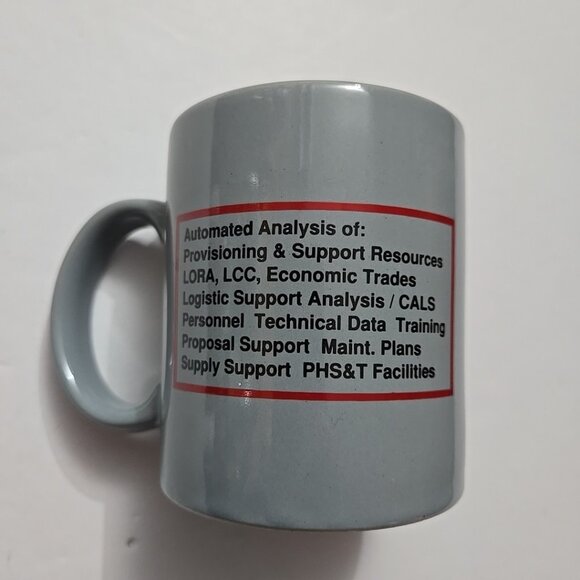 Automated Analysis of:
Provisioning & Support Resources
LORA, LCC, Economic Trades
Logistic Support Analysis / CALS
Personnel Technical Data Training
Proposal Support Maint. Plans
Supply Support PHS&T Facilities